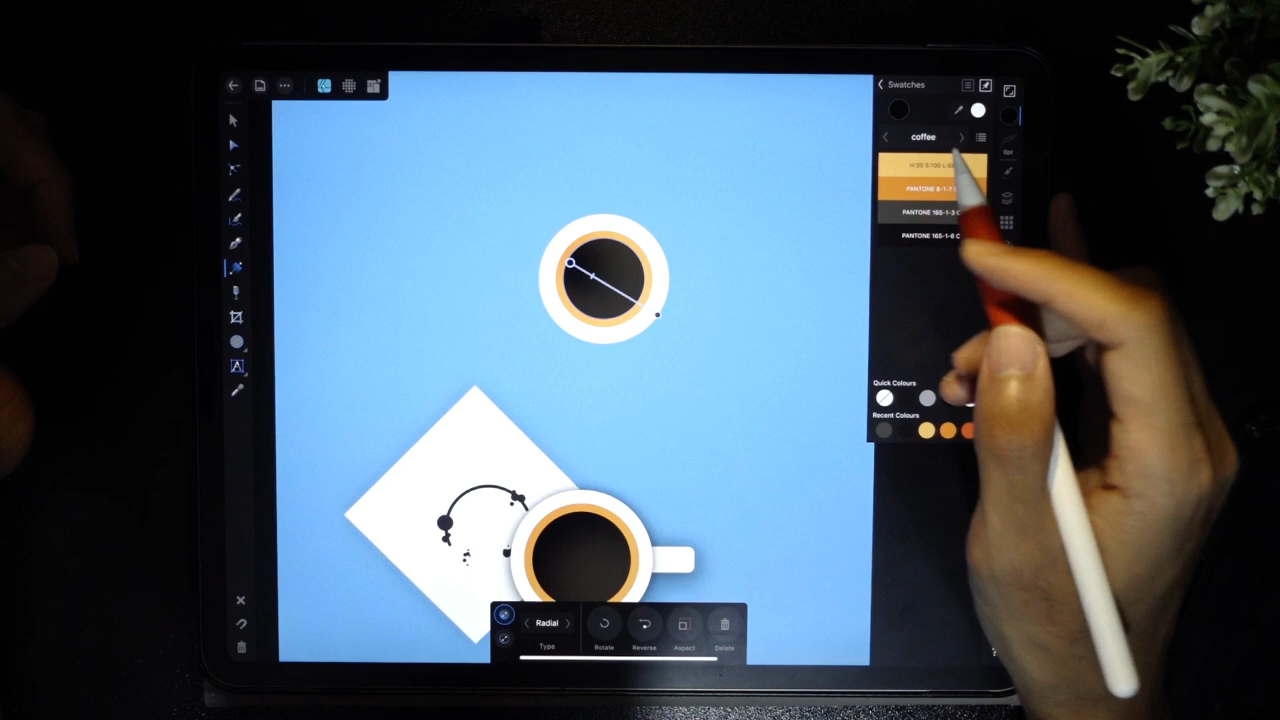 Swatches
coffee
Opt
PANTONE 8-1-7
PANTONE 165-1-3 C
PANTONE 165-1-6 C
Quick Colours
Recent Colours
A
Radial
Type
Rotate
Reverse
Aspect
Delete